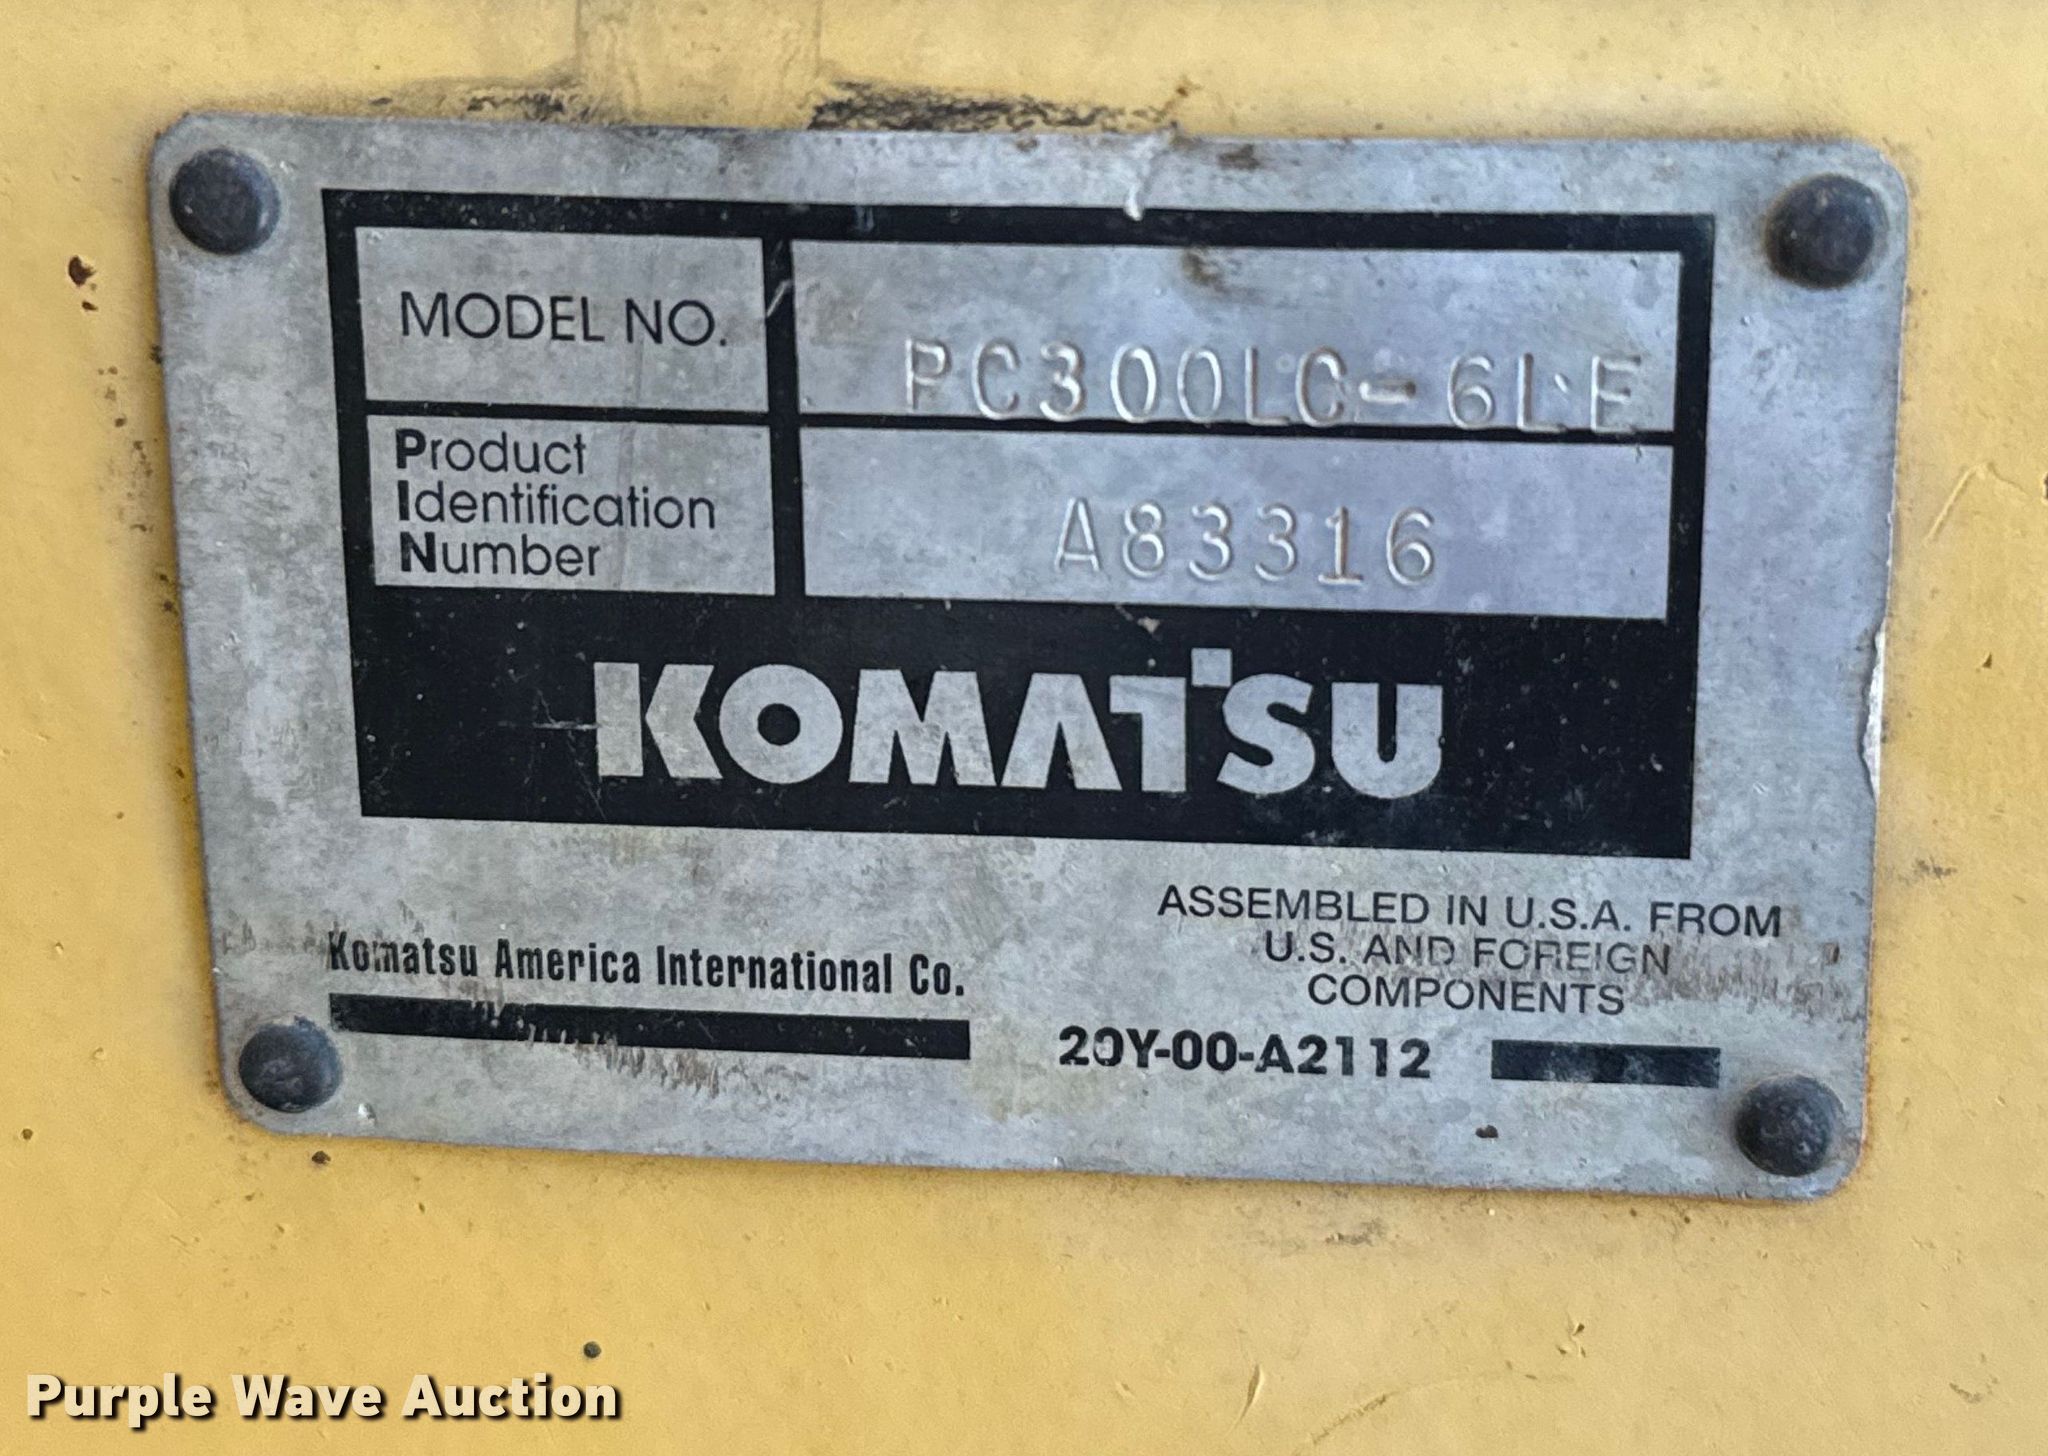 MODEL NO. PC300LC-6LE
Product
Identification
Number
A83316
KOMATSU
Komatsu America International Co.
ASSEMBLED IN U.S.A. FROM
U.S. AND FOREIGN
COMPONENTS
20Y-00-A2112
Purple Wave Auction